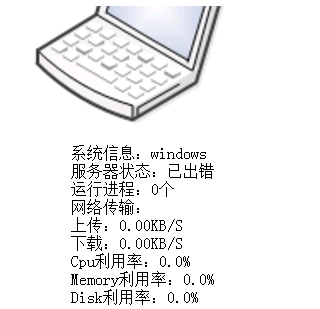 系统信息：windows
服务器状态：已出错
运行进程：0个
网络传输：
上传：0.00KB/S
下载：0.00KB/S
Cpu利用率：0.0%
Memory利用率：0.0%
Disk利用率：0.0%